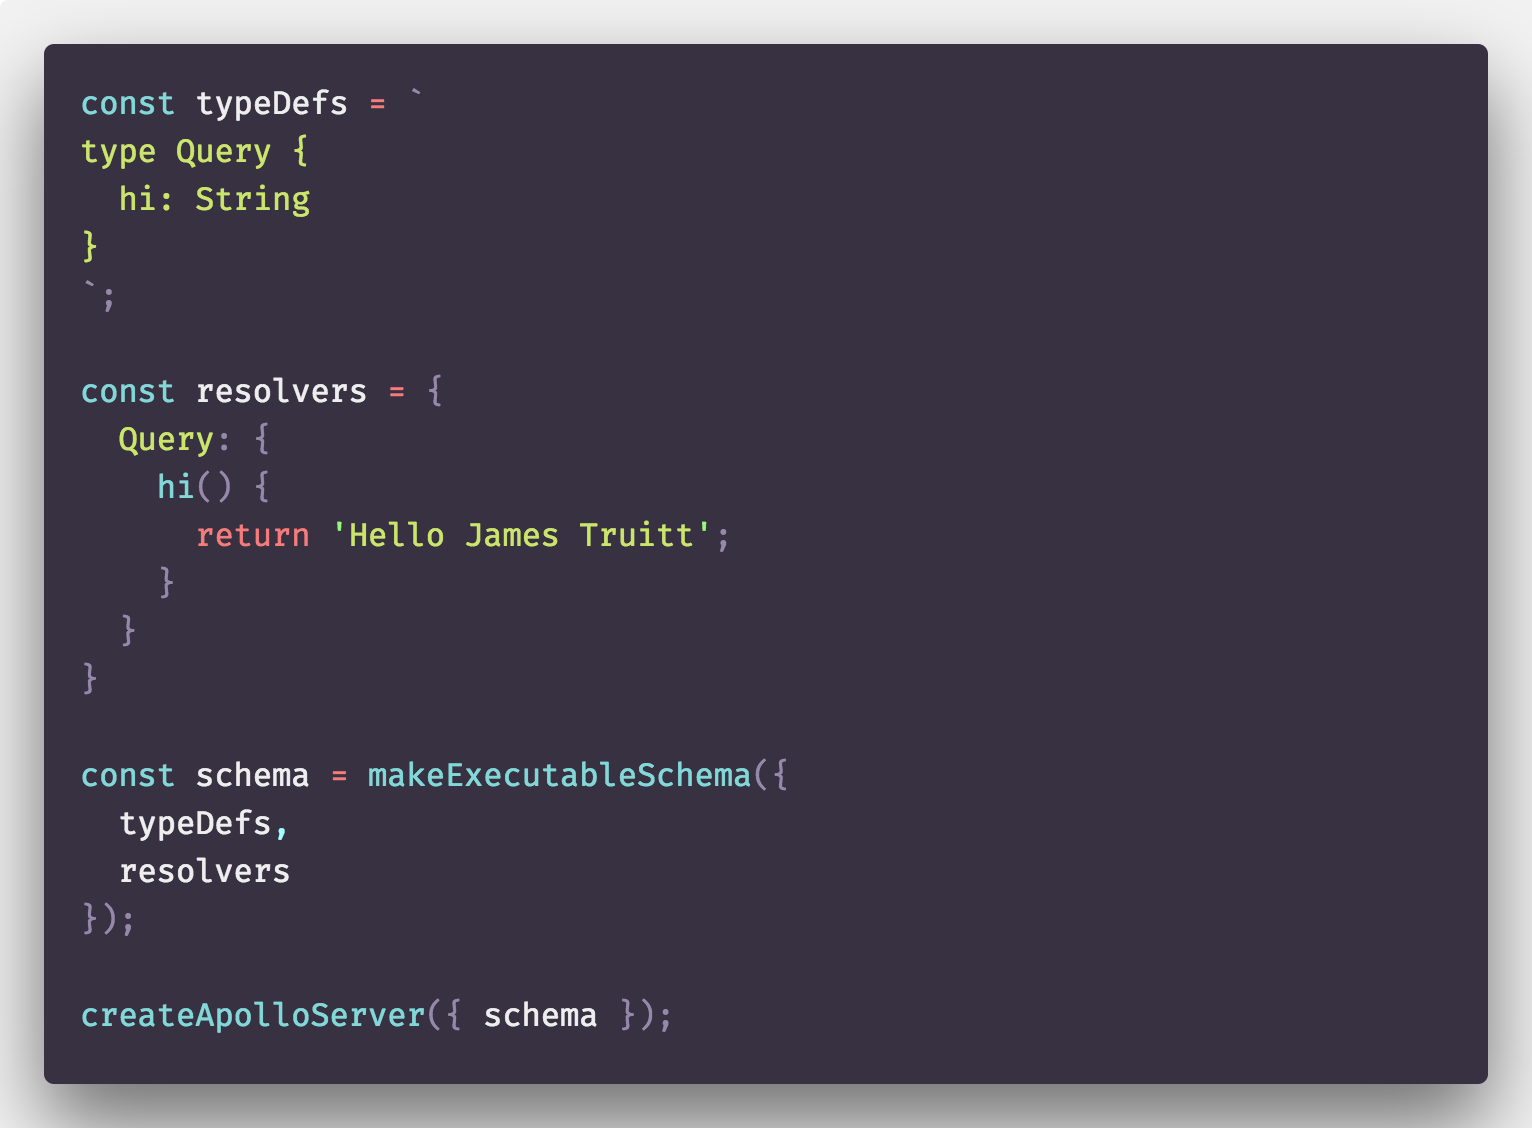 const typeDefs = `
type Query {
  hi: String
}
`;

const resolvers = {
  Query: {
    hi() {
      return 'Hello James Truitt';
    }
  }
}

const schema = makeExecutableSchema({
  typeDefs,
  resolvers
});

createApolloServer({ schema });